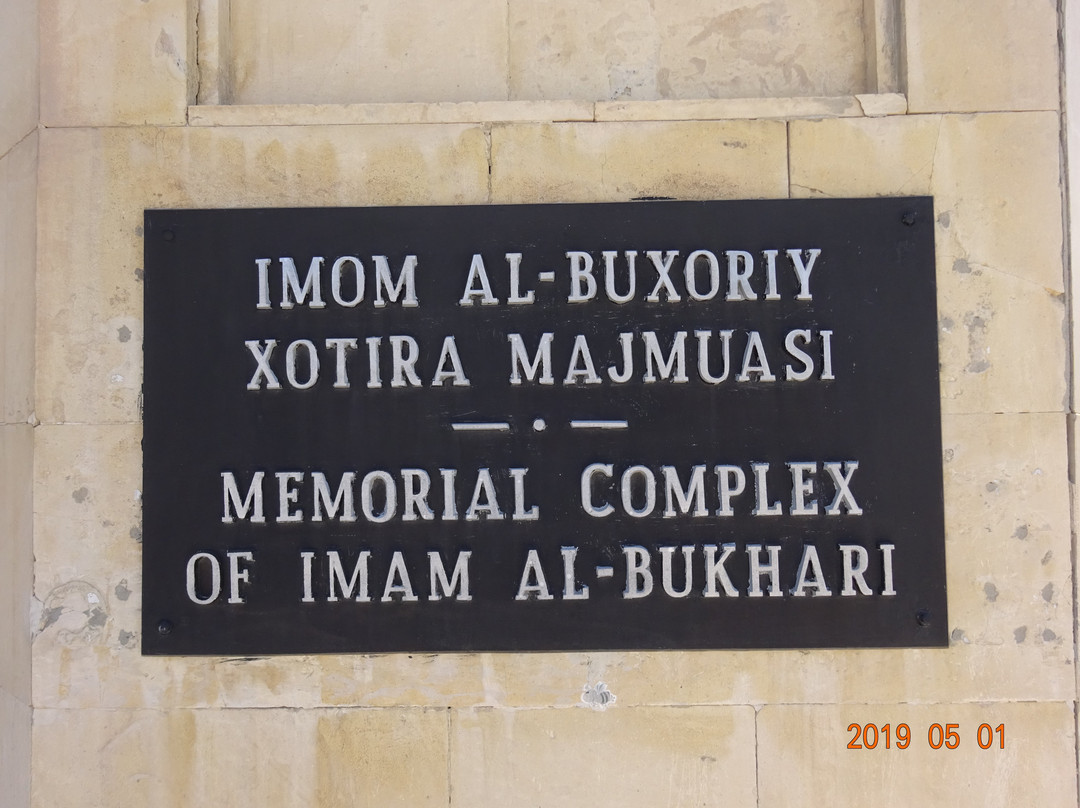 IMOM AL-BUXORIY
XOTIRA MAJMUASI
MEMORIAL COMPLEX
OF IMAM AL-BUKHARI
2019 05 01